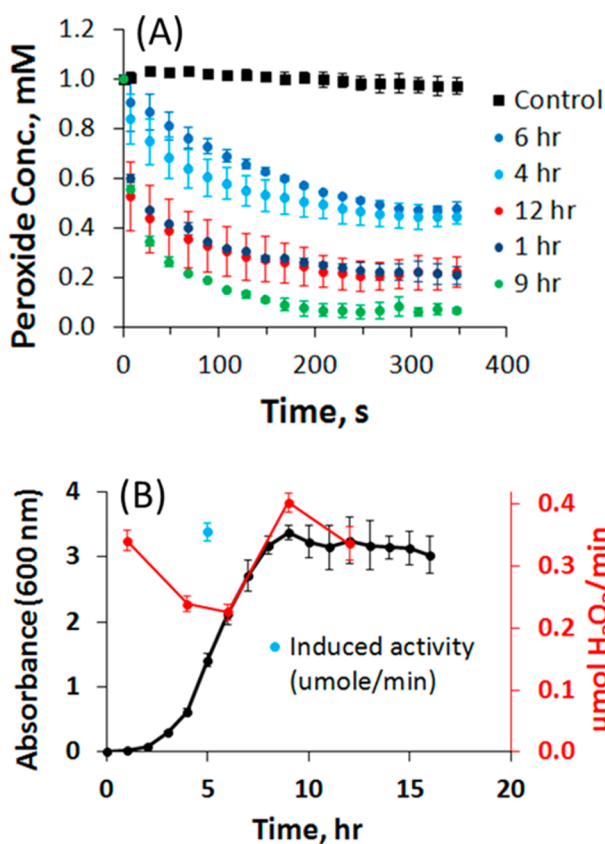 (A)
Peroxide Conc., mM
1.2
1.0
0.8
0.6
0.4
0.2
0.0
0
100
200
300
400
Time, s
Control
6 hr
4 hr
12 hr
1 hr
9 hr
(B)
Absorbance (600 nm)
4
3
2
1
0
0
5
10
15
20
Time, hr
Induced activity
(umole/min)
0.4
0.3
0.2
0.1
0.0
μmol H₂O₂/min